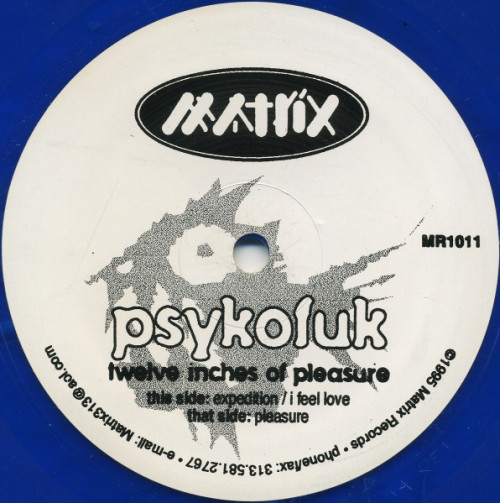 matrix
MR1011
psykofuk
twelve inches of pleasure
this side: expedition / i feel love
that side: pleasure
©1995 Matrix Records • phone/fax: 313.581.2767 • e-mail: Matrix313@aol.com